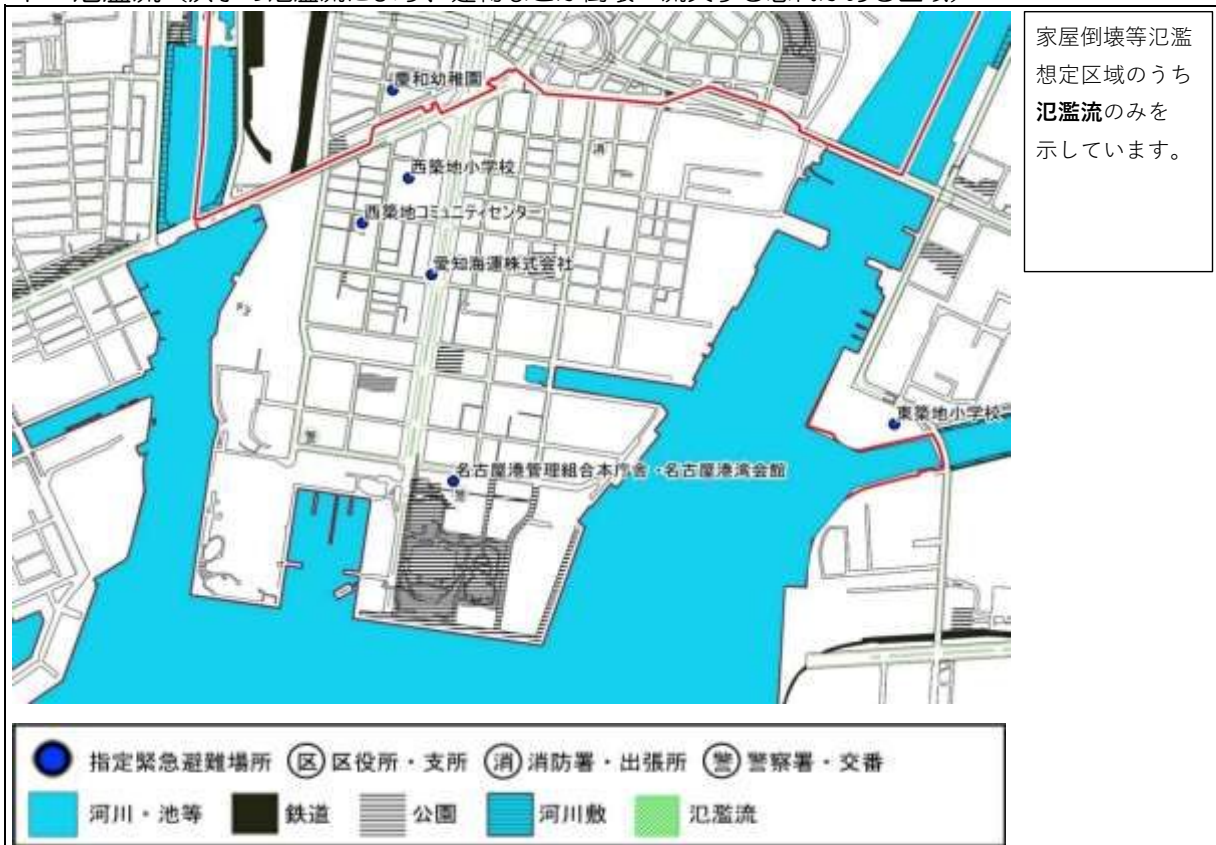 家屋倒壊等氾濫
想定区域のうち
氾濫流のみを
示しています。
慶和幼稚園
消
西築地小学校
西築地コミュニティセンター
愛知海運株式会社
東築地小学校
名古屋港管理組合本庁舎・名古屋港湾会館
指定緊急避難場所 区 区役所・支所 消 消防署・出張所 警 警察署・交番
河川・池等 鉄道 公園 河川敷 氾濫流